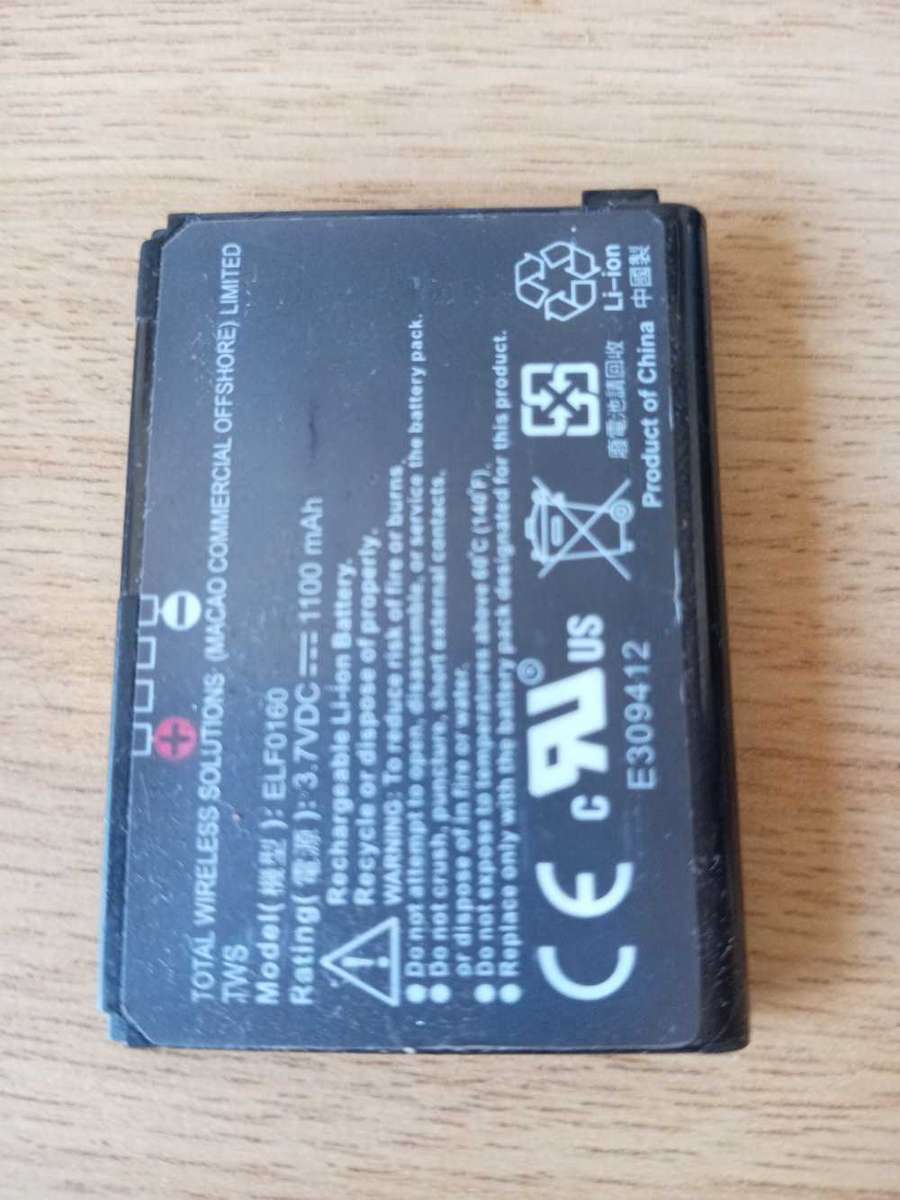 TOTAL WIRELESS SOLUTIONS (MACAO COMMERCIAL OFFSHORE) LIMITED
TWS
Model(機型): ELF0160
Rating(電源): 3.7VDC⎓1100 mAh
Rechargeable Li-ion Battery.
Recycle or dispose of properly.
WARNING: To reduce risk of fire or burns,
● Do not attempt to open, disassemble, or service the battery pack.
● Do not crush, puncture, short external contacts,
or dispose of in fire or water.
● Do not expose to temperatures above 60℃ (140°F).
● Replace only with the battery pack designated for this product.
CE
c RU ® US
E309412
廢電池請回收
Li-ion
Product of China 中國製